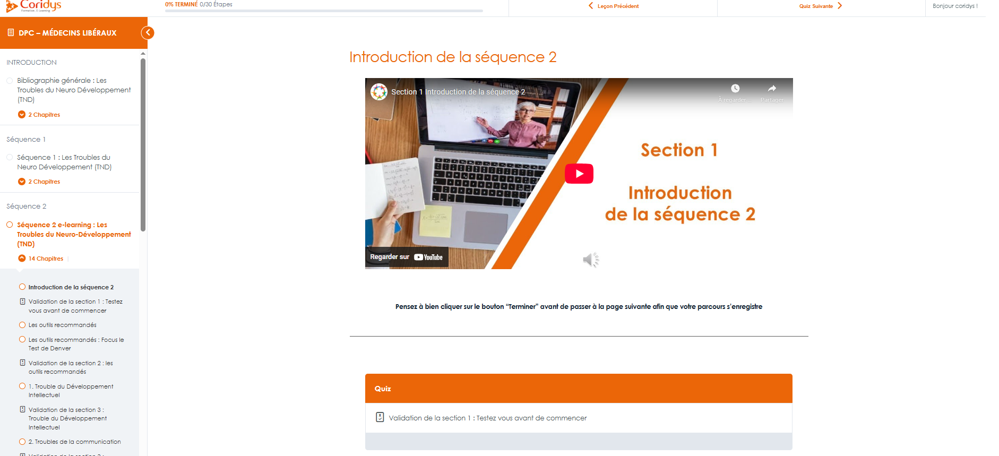 Coridys
Formation. E-Learning
0% TERMINÉ 0/30 Étapes
Leçon Précédent
Quiz Suivante
Bonjour coridys !
DPC – MÉDECINS LIBÉRAUX
INTRODUCTION
Bibliographie générale : Les
Troubles du Neuro Développement
(TND)
2 Chapitres
Séquence 1
Séquence 1 : Les Troubles du
Neuro Développement (TND)
2 Chapitres
Séquence 2
Séquence 2 e-learning : Les
Troubles du Neuro-Développement
(TND)
14 Chapitres
Introduction de la séquence 2
Validation de la section 1 : Testez
vous avant de commencer
Les outils recommandés
Les outils recommandés : Focus le
Test de Denver
Validation de la section 2 : les
outils recommandés
1. Trouble du Développement
Intellectuel
Validation de la section 3 :
Trouble du Développement
Intellectuel
2. Troubles de la communication
Validation de la section 3 :
Introduction de la séquence 2
Section 1 Introduction de la séquence 2
À regarder ...
Partager
Section 1
Introduction
de la séquence 2
Regarder sur YouTube
Pensez à bien cliquer sur le bouton “Terminer” avant de passer à la page suivante afin que votre parcours s’enregistre
Quiz
Validation de la section 1 : Testez vous avant de commencer